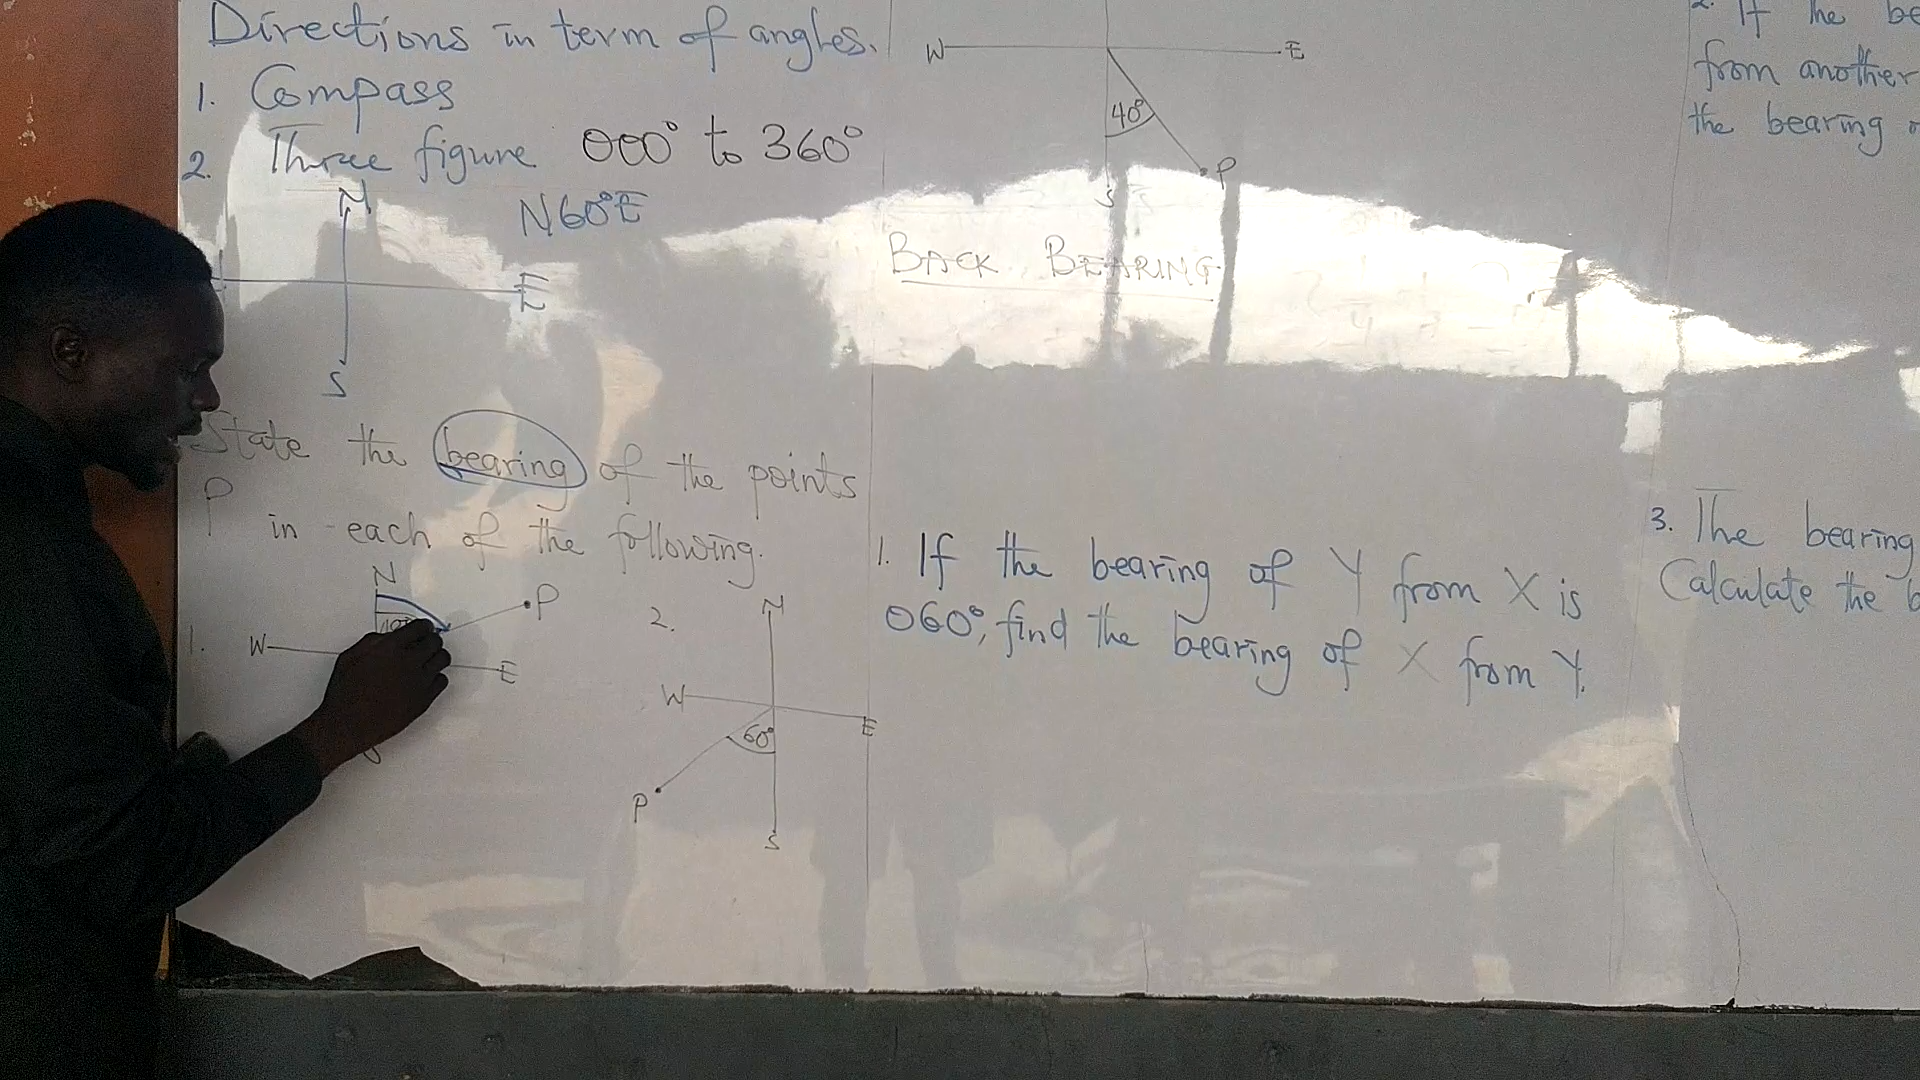 Directions in term of angles.
1. Compass
2. Three figure 000° to 360°
N60°E
N
E
S
State the bearing of the points
P in each of the following.
1.
N
P
W
E
2.
N
W
E
60°
P
S
W
E
40°
P
S
BACK BEARING
1. If the bearing of Y from X is
060°, find the bearing of X from Y.
2. If the be
from another
the bearing
3. The bearing
Calculate the b